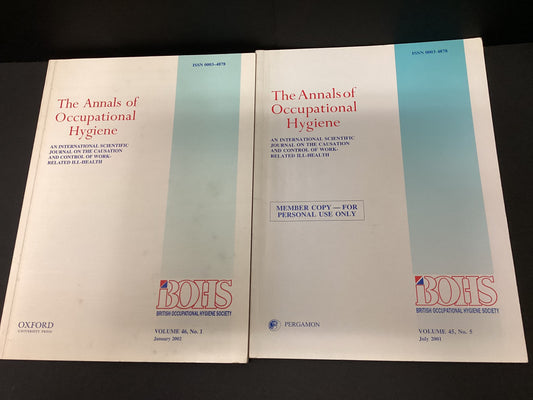 ISSN 0003-4878
The Annals of
Occupational
Hygiene
AN INTERNATIONAL SCIENTIFIC
JOURNAL ON THE CAUSATION
AND CONTROL OF WORK-
RELATED ILL-HEALTH
BOHS
BRITISH OCCUPATIONAL HYGIENE SOCIETY
OXFORD
UNIVERSITY PRESS
VOLUME 46, No. 1
January 2002
ISSN 0003-4878
The Annals of
Occupational
Hygiene
AN INTERNATIONAL SCIENTIFIC
JOURNAL ON THE CAUSATION
AND CONTROL OF WORK-
RELATED ILL-HEALTH
MEMBER COPY — FOR
PERSONAL USE ONLY
BOHS
BRITISH OCCUPATIONAL HYGIENE SOCIETY
PERGAMON
VOLUME 45, No. 5
July 2001